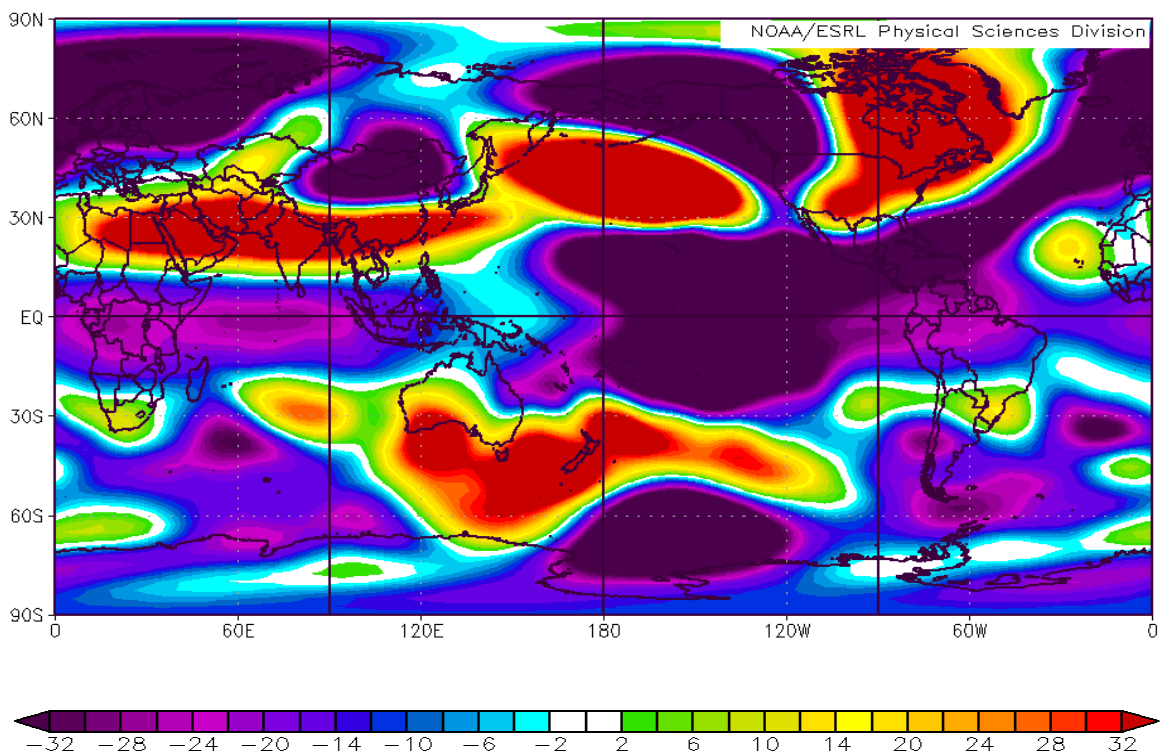 90N
NOAA/ESRL Physical Sciences Division
60N
30N
EQ
30S
60S
90S
0 60E 120E 180 120W 60W 0
-32 -28 -24 -20 -14 -10 -6 -2 2 6 10 14 20 24 28 32